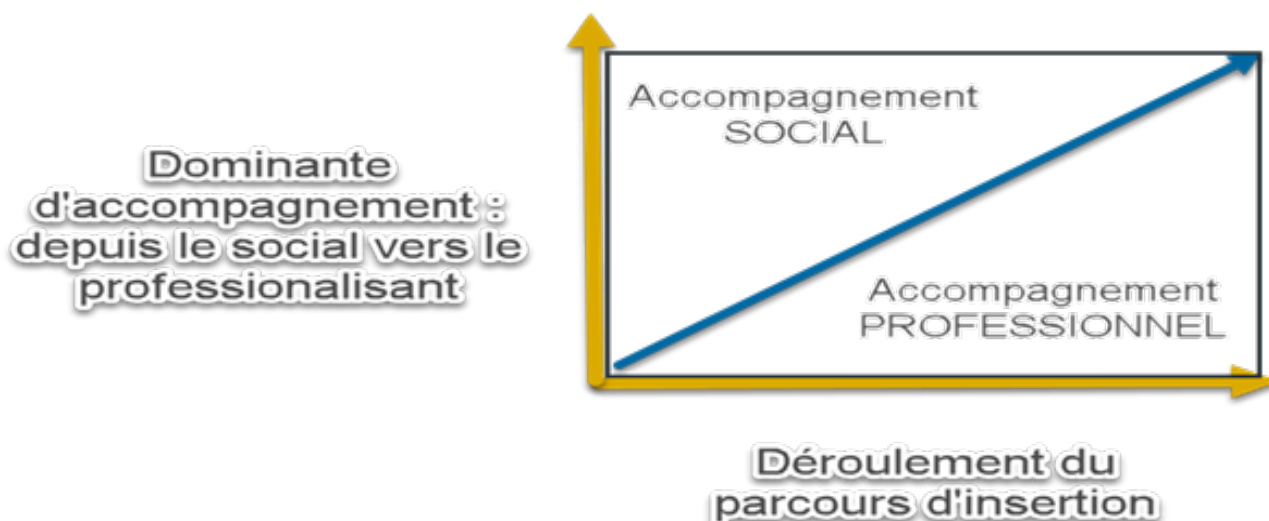 Accompagnement
SOCIAL
Dominante
d'accompagnement :
depuis le social vers le
professionalisant
Accompagnement
PROFESSIONNEL
Déroulement du
parcours d'insertion